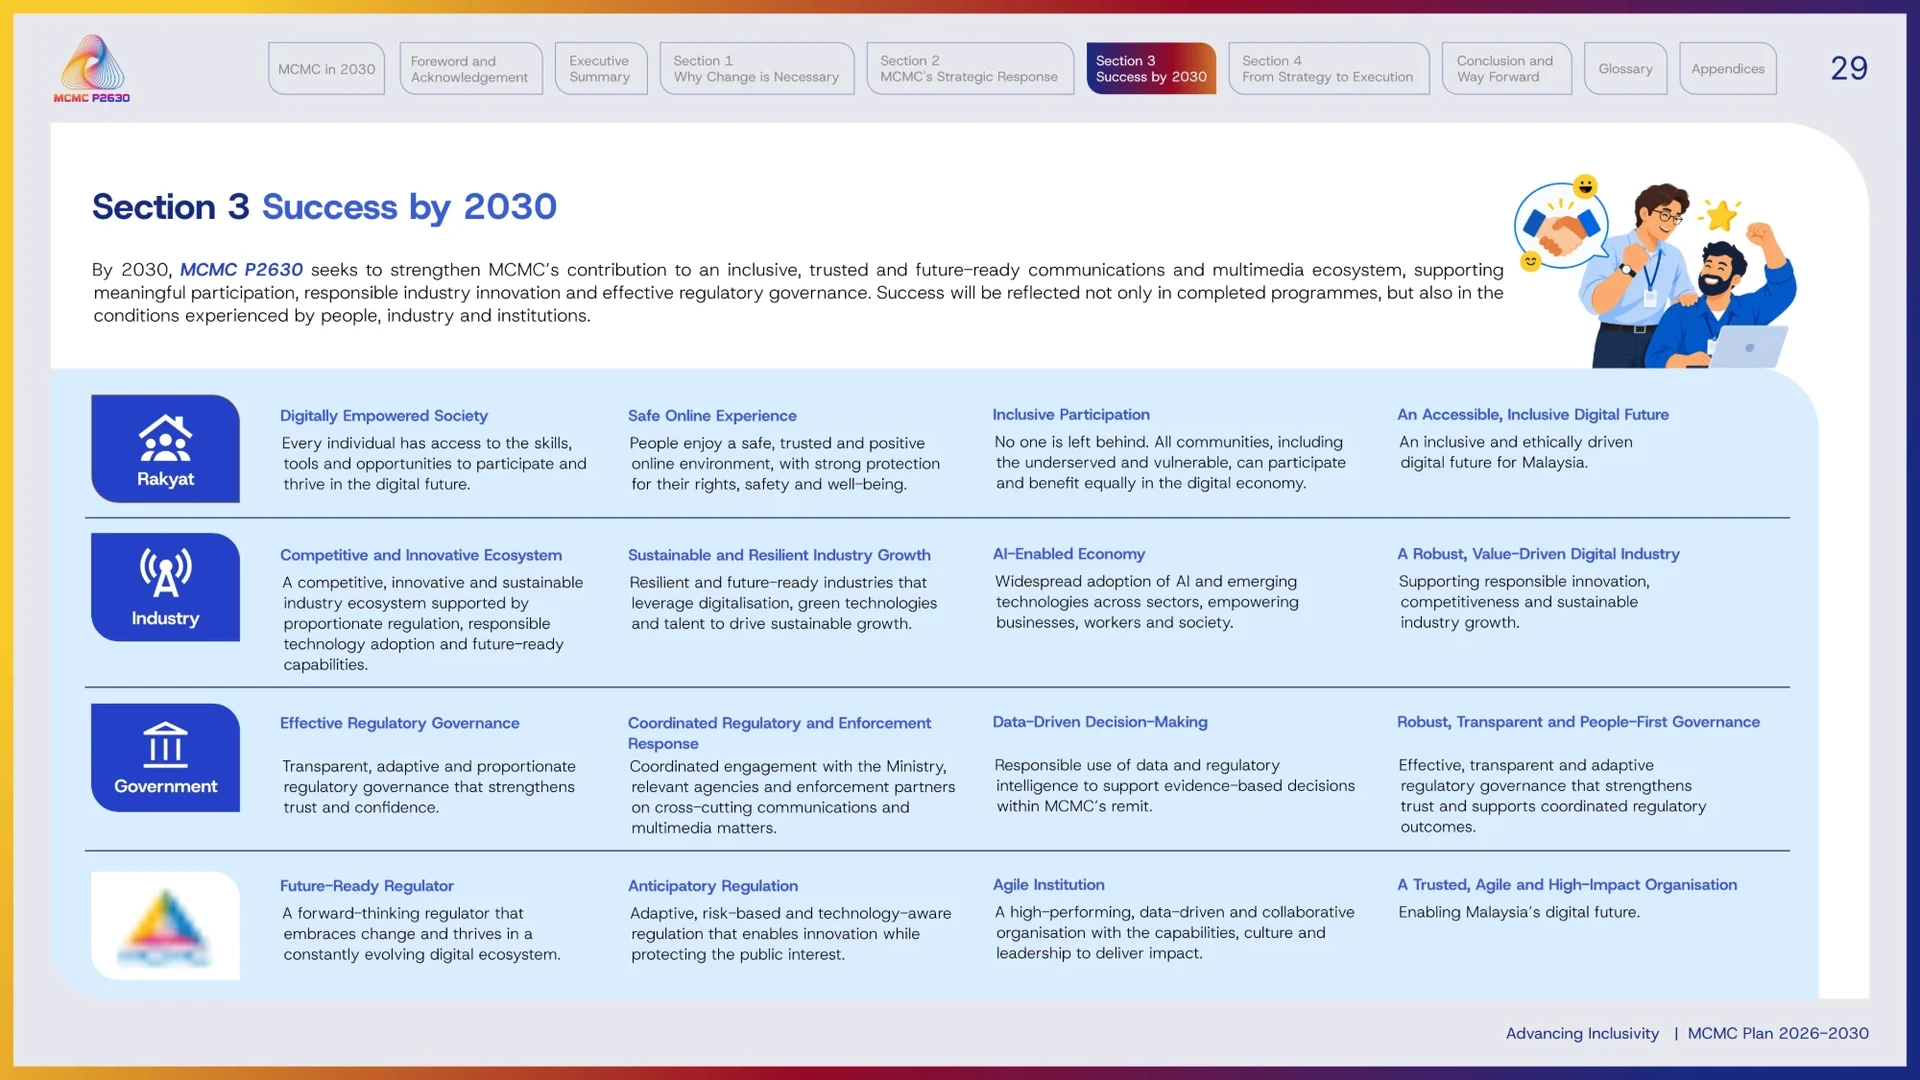 MCMC P2630
MCMC in 2030
Foreword and
Acknowledgement
Executive
Summary
Section 1
Why Change is Necessary
Section 2
MCMC's Strategic Response
Section 3
Success by 2030
Section 4
From Strategy to Execution
Conclusion and
Way Forward
Glossary
Appendices
29
Section 3 Success by 2030
By 2030, MCMC P2630 seeks to strengthen MCMC's contribution to an inclusive, trusted and future-ready communications and multimedia ecosystem, supporting
meaningful participation, responsible industry innovation and effective regulatory governance. Success will be reflected not only in completed programmes, but also in the
conditions experienced by people, industry and institutions.
Rakyat
Digitally Empowered Society
Every individual has access to the skills,
tools and opportunities to participate and
thrive in the digital future.
Safe Online Experience
People enjoy a safe, trusted and positive
online environment, with strong protection
for their rights, safety and well-being.
Inclusive Participation
No one is left behind. All communities, including
the underserved and vulnerable, can participate
and benefit equally in the digital economy.
An Accessible, Inclusive Digital Future
An inclusive and ethically driven
digital future for Malaysia.
Industry
Competitive and Innovative Ecosystem
A competitive, innovative and sustainable
industry ecosystem supported by
proportionate regulation, responsible
technology adoption and future-ready
capabilities.
Sustainable and Resilient Industry Growth
Resilient and future-ready industries that
leverage digitalisation, green technologies
and talent to drive sustainable growth.
AI-Enabled Economy
Widespread adoption of AI and emerging
technologies across sectors, empowering
businesses, workers and society.
A Robust, Value-Driven Digital Industry
Supporting responsible innovation,
competitiveness and sustainable
industry growth.
Government
Effective Regulatory Governance
Transparent, adaptive and proportionate
regulatory governance that strengthens
trust and confidence.
Coordinated Regulatory and Enforcement
Response
Coordinated engagement with the Ministry,
relevant agencies and enforcement partners
on cross-cutting communications and
multimedia matters.
Data-Driven Decision-Making
Responsible use of data and regulatory
intelligence to support evidence-based decisions
within MCMC's remit.
Robust, Transparent and People-First Governance
Effective, transparent and adaptive
regulatory governance that strengthens
trust and supports coordinated regulatory
outcomes.
MCMC
Future-Ready Regulator
A forward-thinking regulator that
embraces change and thrives in a
constantly evolving digital ecosystem.
Anticipatory Regulation
Adaptive, risk-based and technology-aware
regulation that enables innovation while
protecting the public interest.
Agile Institution
A high-performing, data-driven and collaborative
organisation with the capabilities, culture and
leadership to deliver impact.
A Trusted, Agile and High-Impact Organisation
Enabling Malaysia's digital future.
Advancing Inclusivity | MCMC Plan 2026-2030